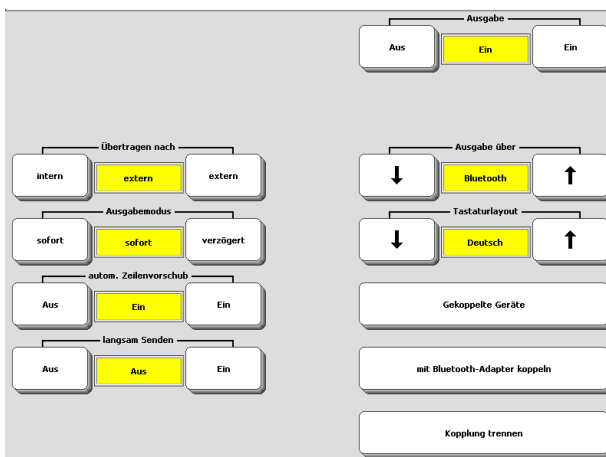 Ausgabe
Aus Ein Ein
Übertragen nach
intern extern extern
Ausgabe über
Bluetooth
Ausgabemodus
sofort sofort verzögert
Tastaturlayout
Deutsch
autom. Zeilenvorschub
Aus Ein Ein
Gekoppelte Geräte
langsam Senden
Aus Aus Ein
mit Bluetooth-Adapter koppeln
Kopplung trennen